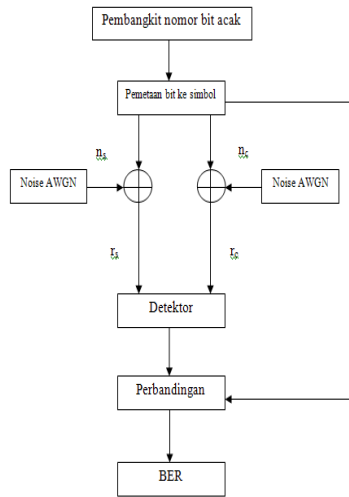 Pembangkit nomor bit acak
Pemetaan bit ke simbol
ns
nc
Noise AWGN
Noise AWGN
rs
rc
Detektor
Perbandingan
BER